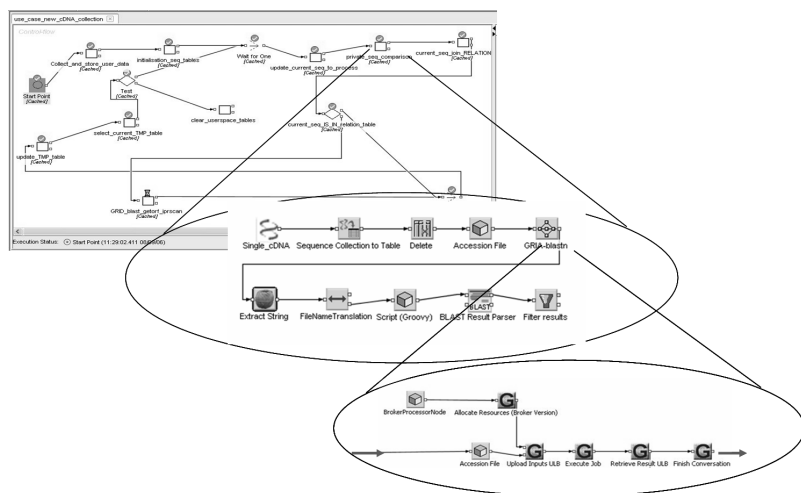 use_case_new_cDNA_collection
ControlFlow
Start Point
[Cached]
Collect_and_store_user_data
[Cached]
initialisation_seq_tables
[Cached]
Wait for One
[Cached]
update_current_seq_to_process
[Cached]
private_seq_comparison
[Cached]
current_seq_join_RELATION
[Cached]
Test
[Cached]
clear_userspace_tables
select_current_TMP_table
[Cached]
current_seq_IS_IN_relation_table
[Cached]
update_TMP_table
[Cached]
GRID_blast_getorf_iprscan
[Cached]
Execution Status: Start Point (11:29:02.411 08/
Single_cDNA
Sequence Collection to Table
Delete
Accession File
GRIA-blastn
Extract String
FileNameTranslation
Script (Groovy)
BLAST
BLAST Result Parser
Filter results
BrokerProcessorNode
Allocate Resources (Broker Version)
Accession File
Upload Inputs ULB
Execute Job
Retrieve Result ULB
Finish Conversation
G
G
G
G
G